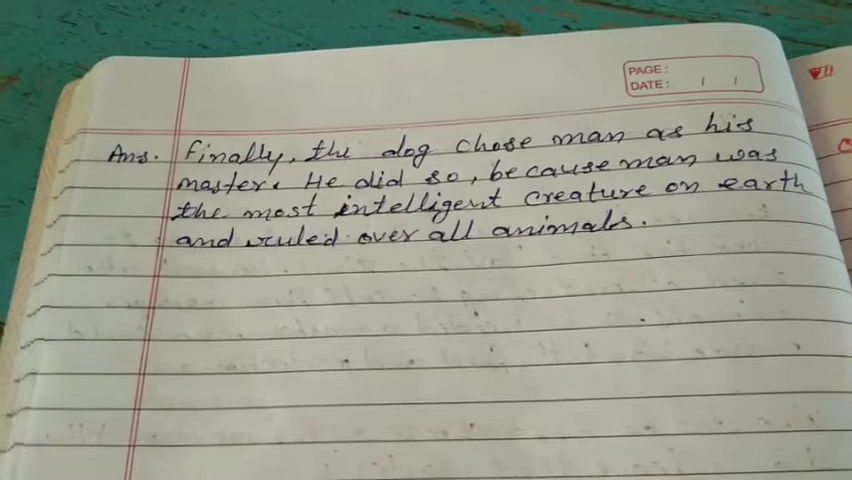 PAGE:
DATE: / /
Ans. Finally, the dog chose man as his
master. He did so, because man was
the most intelligent creature on earth
and ruled over all animals.